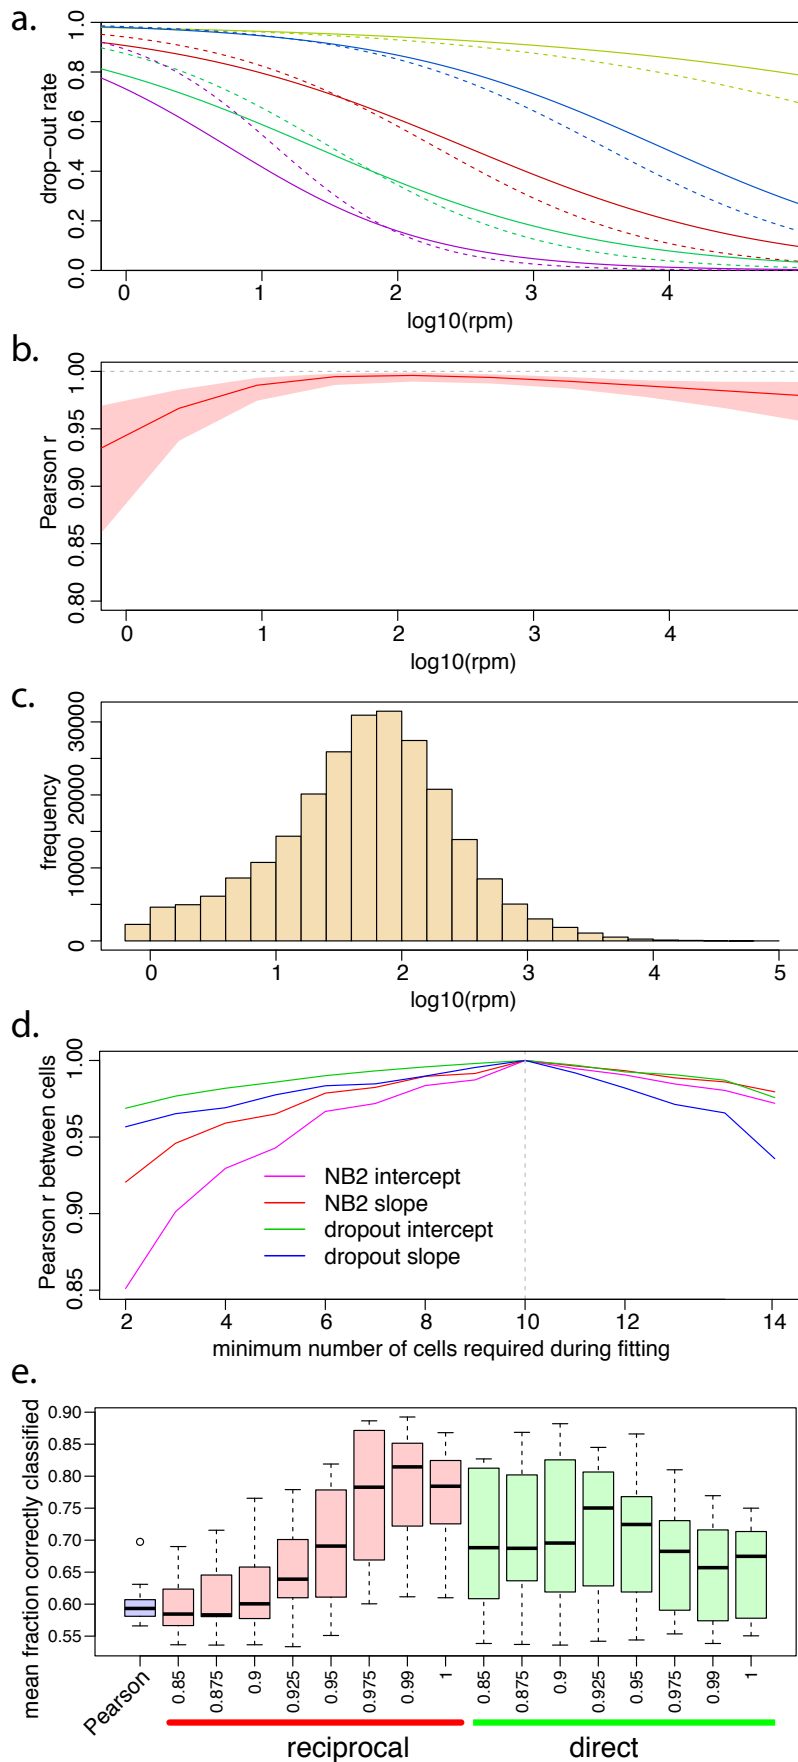 a.
drop−out rate
0.0 0.2 0.4 0.6 0.8 1.0
0 1 2 3 4
log10(rpm)
b.
Pearson r
0.80 0.85 0.90 0.95 1.00
0 1 2 3 4
log10(rpm)
c.
frequency
0 10000 20000 30000
0 1 2 3 4 5
log10(rpm)
d.
Pearson r between cells
0.85 0.90 0.95 1.00
NB2 intercept
NB2 slope
dropout intercept
dropout slope
2 4 6 8 10 12 14
minimum number of cells required during fitting
e.
mean fraction correctly classified
0.90
0.85
0.80
0.75
0.70
0.65
0.60
0.55
Pearson 0.85 0.875 0.9 0.925 0.95 0.975 0.99 1 0.85 0.875 0.9 0.925 0.95 0.975 0.99 1
reciprocal direct